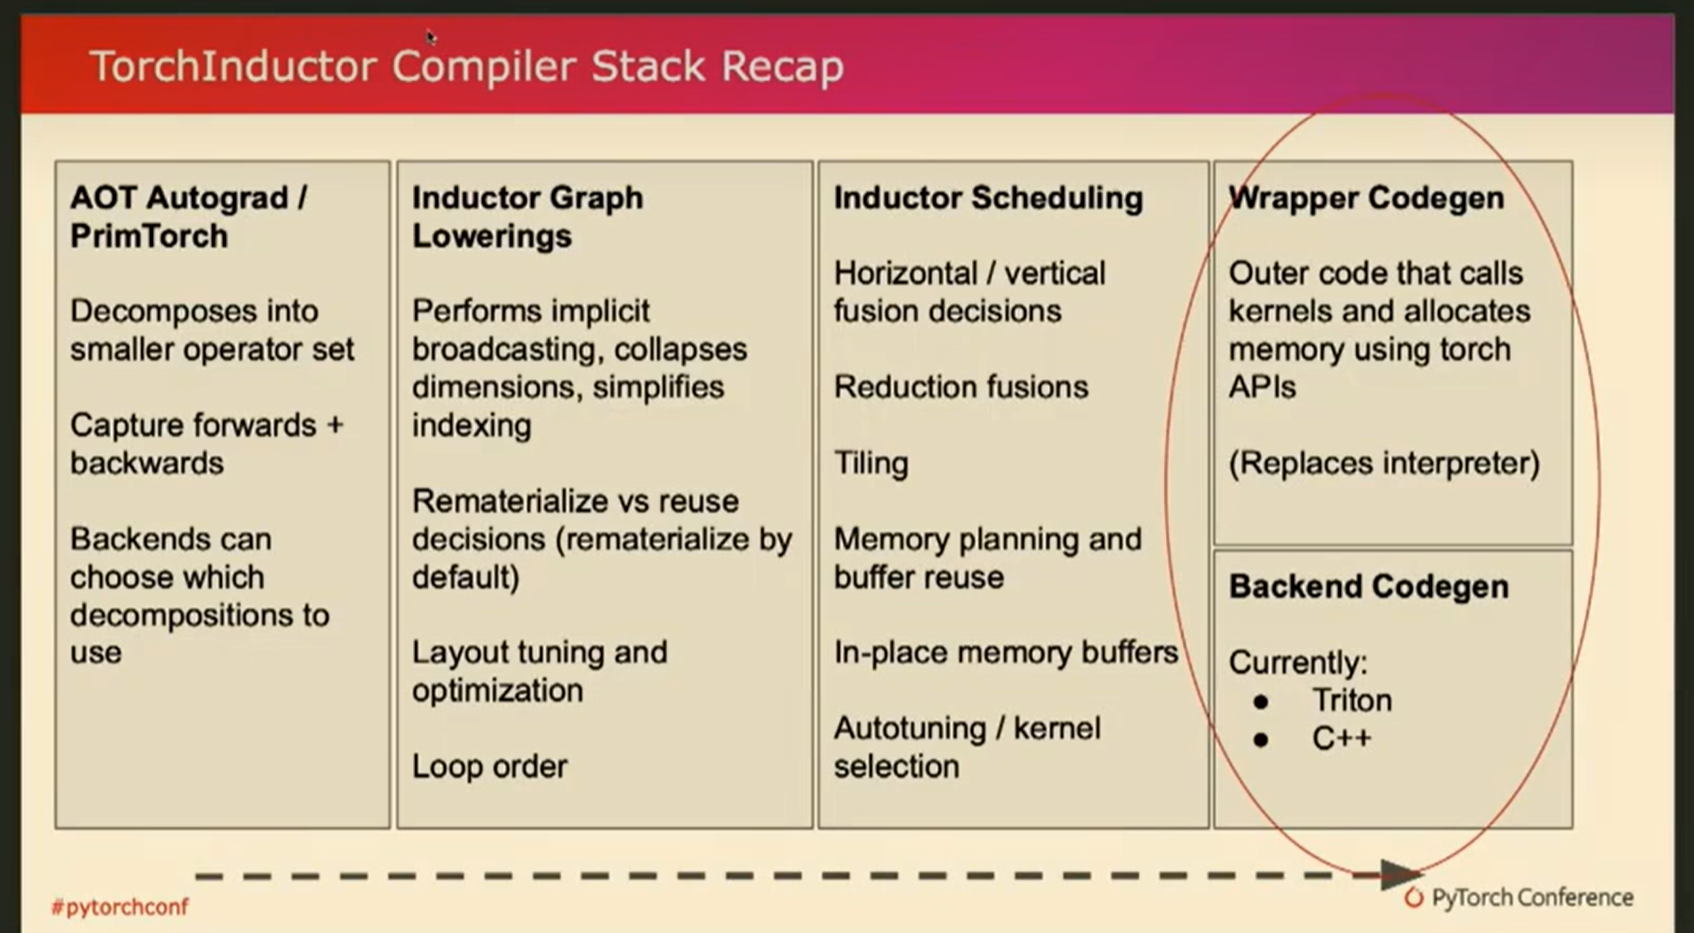 TorchInductor Compiler Stack Recap
AOT Autograd /
PrimTorch
Decomposes into
smaller operator set
Capture forwards +
backwards
Backends can
choose which
decompositions to
use
Inductor Graph
Lowerings
Performs implicit
broadcasting, collapses
dimensions, simplifies
indexing
Rematerialize vs reuse
decisions (rematerialize by
default)
Layout tuning and
optimization
Loop order
Inductor Scheduling
Horizontal / vertical
fusion decisions
Reduction fusions
Tiling
Memory planning and
buffer reuse
In-place memory buffers
Autotuning / kernel
selection
Wrapper Codegen
Outer code that calls
kernels and allocates
memory using torch
APIs
(Replaces interpreter)
Backend Codegen
Currently:
● Triton
● C++
#pytorchconf
PyTorch Conference